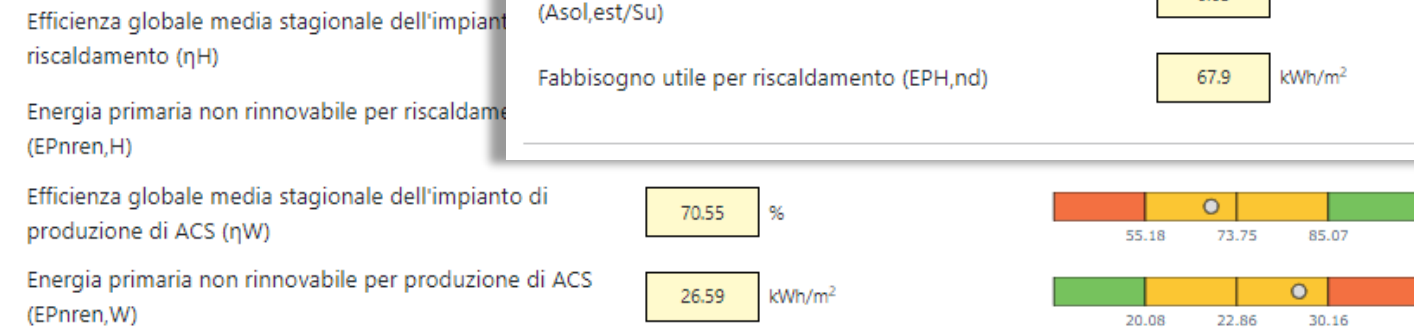 Efficienza globale media stagionale dell'impiant
riscaldamento (ηH)
Energia primaria non rinnovabile per riscaldame
(EPnren,H)
(Asol,est/Su)
Fabbisogno utile per riscaldamento (EPH,nd) 67.9 kWh/m²
Efficienza globale media stagionale dell'impianto di
produzione di ACS (ηW) 70.55 %
55.18 73.75 85.07
Energia primaria non rinnovabile per produzione di ACS
(EPnren,W) 26.59 kWh/m²
20.08 22.86 30.16